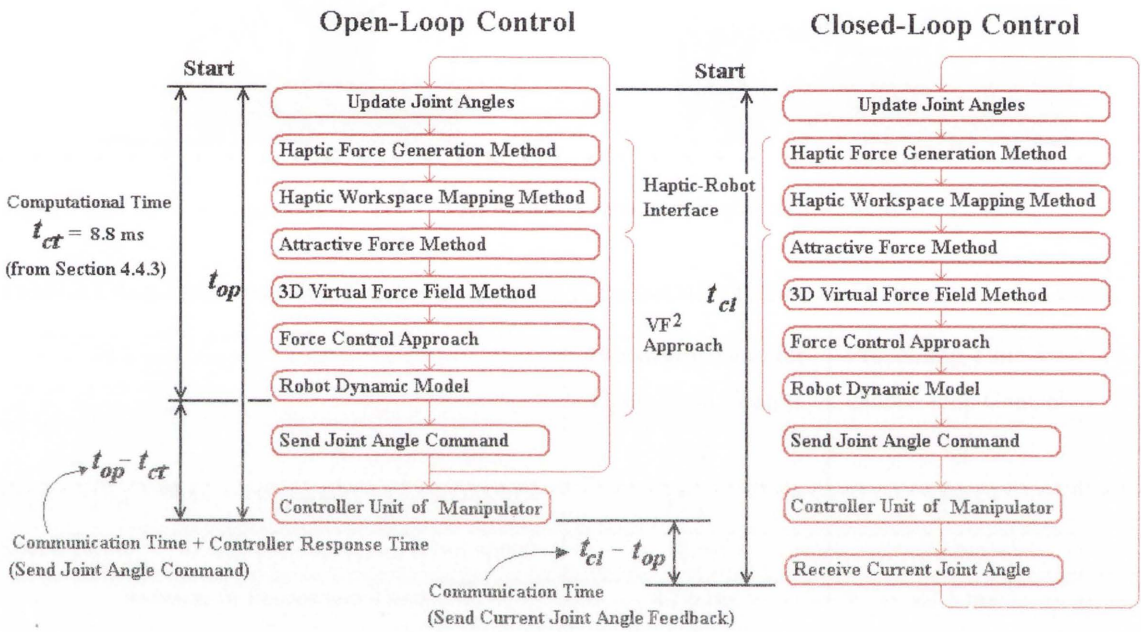 Open-Loop Control
Closed-Loop Control
Start
Start
Update Joint Angles
Haptic Force Generation Method
Haptic Workspace Mapping Method
Attractive Force Method
3D Virtual Force Field Method
Force Control Approach
Robot Dynamic Model
Send Joint Angle Command
Controller Unit of Manipulator
Computational Time
t_ct = 8.8 ms
(from Section 4.4.3)
t_op
t_op - t_ct
Communication Time + Controller Response Time
(Send Joint Angle Command)
Haptic-Robot
Interface
VF²
Approach
t_cl
t_cl - t_op
Communication Time
(Send Current Joint Angle Feedback)
Update Joint Angles
Haptic Force Generation Method
Haptic Workspace Mapping Method
Attractive Force Method
3D Virtual Force Field Method
Force Control Approach
Robot Dynamic Model
Send Joint Angle Command
Controller Unit of Manipulator
Receive Current Joint Angle